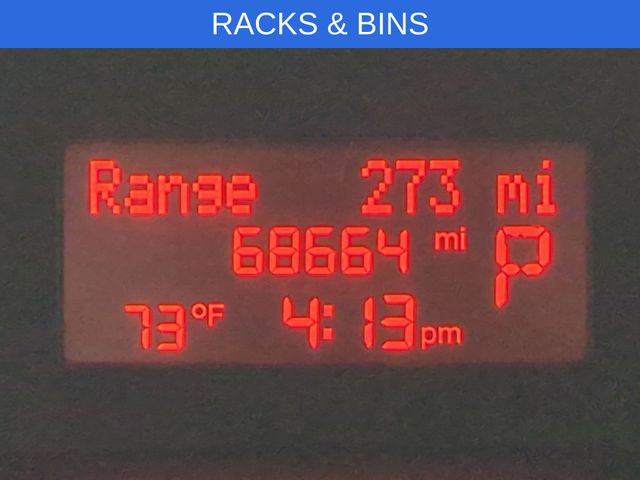 RACKS & BINS
Range 273 mi
68664 mi P
73°F 4:13 pm